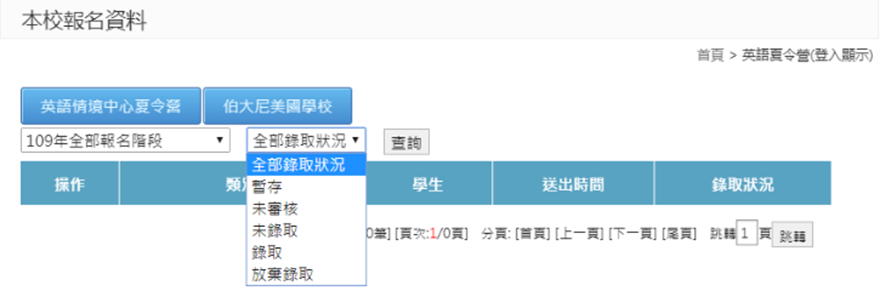 本校報名資料
首頁 > 英語夏令營(登入顯示)
英語情境中心夏令營 伯大尼美國學校
109年全部報名階段 全部錄取狀況 查詢
全部錄取狀況
暫存
未審核
未錄取
錄取
放棄錄取
操作 學生 送出時間 錄取狀況
0筆] [頁次:1/0頁] 分頁: [首頁] [上一頁] [下一頁] [尾頁] 跳轉 1 頁 跳轉